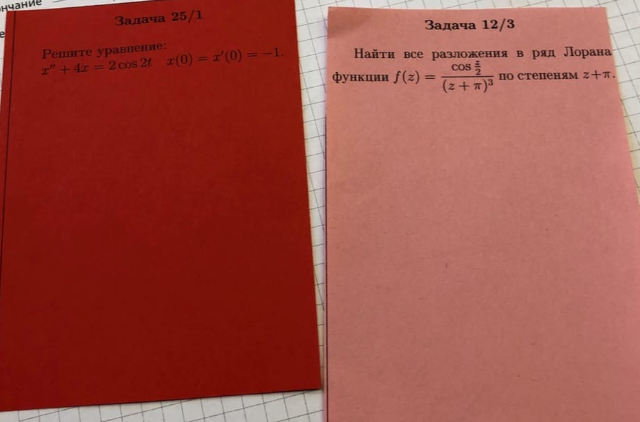 Задача 25/1
Решите уравнение:
x″ + 4x = 2 cos 2t  x(0) = x′(0) = −1.
Задача 12/3
Найти все разложения в ряд Лорана
функции f(z) = cos z/2 / (z + π)³ по степеням z+π.